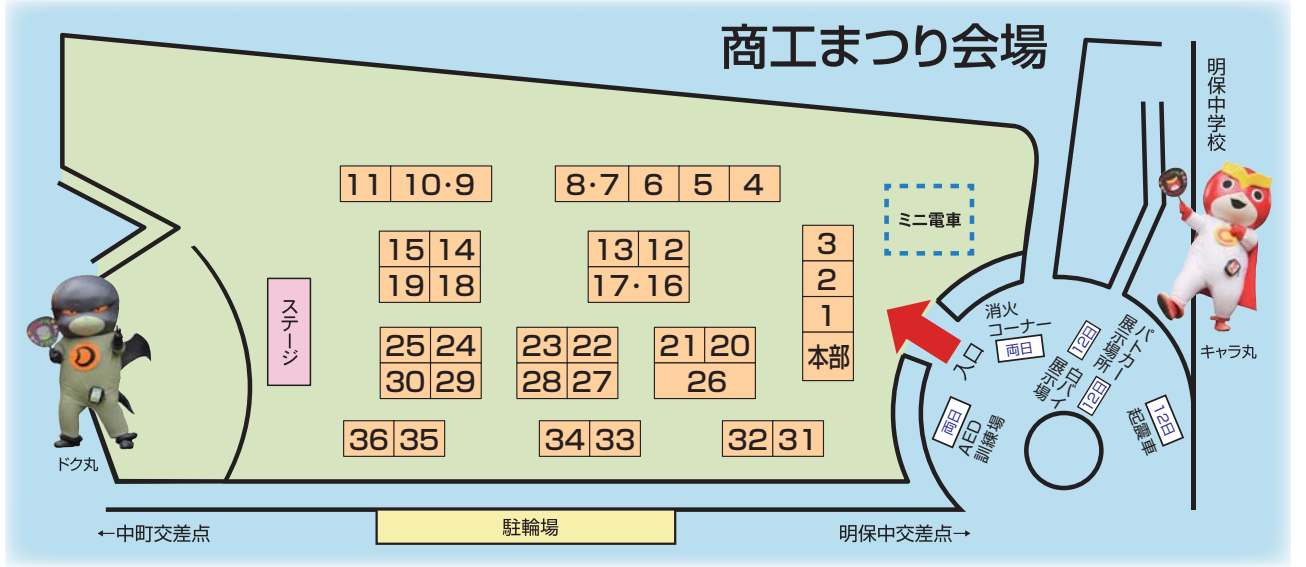 商工まつり会場
明保中学校
11 10・9
8・7 6 5 4
ミニ電車
15 14
19 18
13 12
17・16
3
2
1
本部
ステージ
25 24
30 29
23 22
28 27
21 20
26
36 35
34 33
32 31
入口
消火
コーナー
両日
パトカー
展示場所
12日
白バイ
展示場
12日
起震車
12日
両日
AED
訓練場
キャラ丸
ドク丸
←中町交差点
駐輪場
明保中交差点→